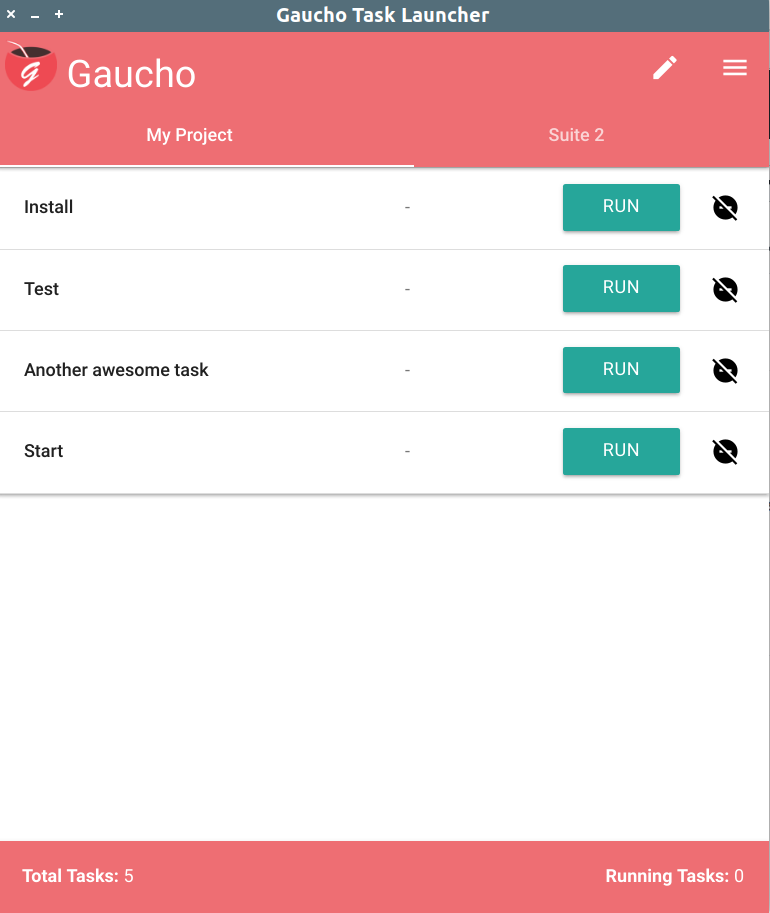 Gaucho Task Launcher
g Gaucho
My Project Suite 2
Install - RUN
Test - RUN
Another awesome task - RUN
Start - RUN
Total Tasks: 5 Running Tasks: 0